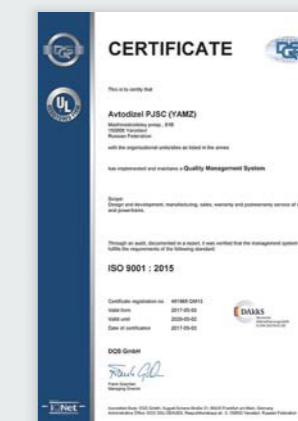 DQS
UL
CERTIFICATE
This is to certify that
Avtodizel PJSC (YAMZ)
Russian Federation
with the organizational units/sites as listed in the annex
has implemented and maintains a Quality Management System.
Scope:
Design and development, manufacturing, sales, warranty and postwarranty service of
and powertrains.
Through an audit, documented in a report, it was verified that the management system
fulfills the requirements of the following standard:
ISO 9001 : 2015
Certificate registration no.
Valid from 2017-05-03
Valid until 2020-05-02
Date of certification 2017-05-03
DAkkS
DQS GmbH
Managing Director
IQNet